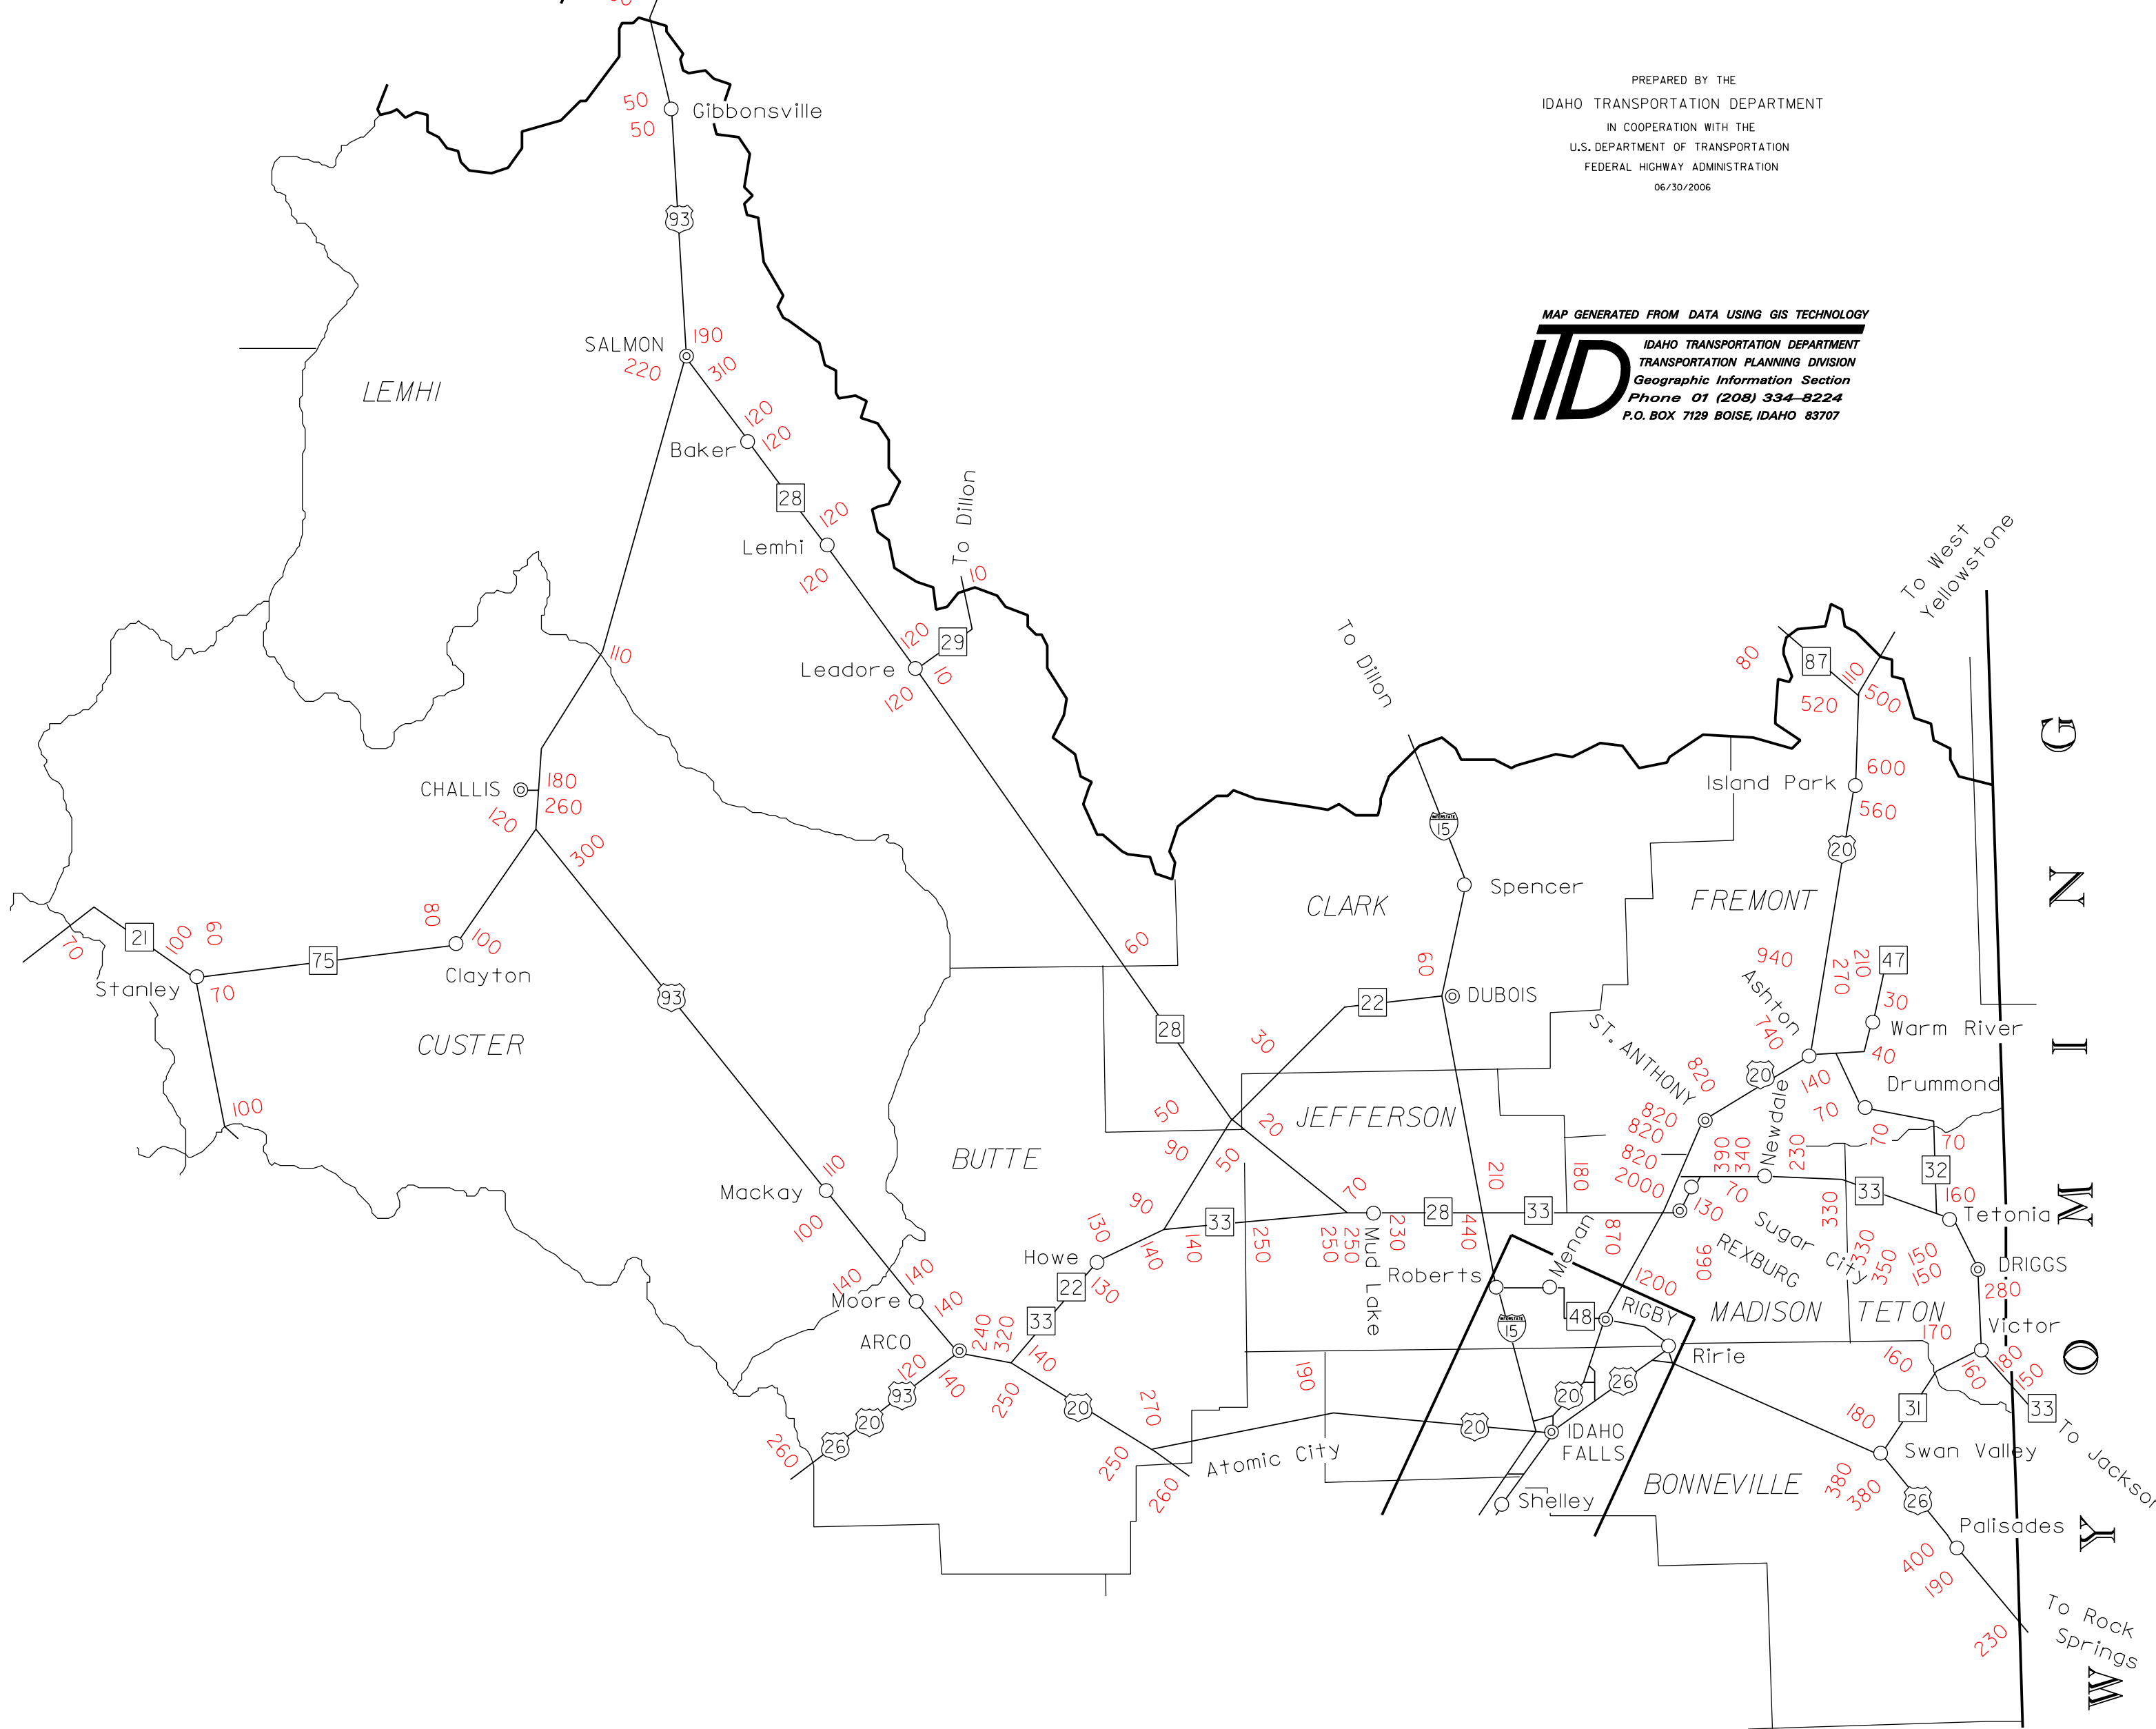 PREPARED BY THE
IDAHO TRANSPORTATION DEPARTMENT
IN COOPERATION WITH THE
U.S. DEPARTMENT OF TRANSPORTATION
FEDERAL HIGHWAY ADMINISTRATION
06/30/2006
MAP GENERATED FROM DATA USING GIS TECHNOLOGY
ITD
IDAHO TRANSPORTATION DEPARTMENT
TRANSPORTATION PLANNING DIVISION
Geographic Information Section
Phone 01 (208) 334-8224
P.O. BOX 7129 BOISE, IDAHO 83707
50
Gibbonsville
50
93
SALMON
190
220
310
LEMHI
120
Baker
120
28
120
Lemhi
120
To Dillon
10
120
29
Leadore
10
120
110
To Dillon
To West
Yellowstone
80
87
110
500
520
CHALLIS
180
260
120
300
Island Park
600
560
15
20
Spencer
CLARK
FREMONT
80
100
Clayton
60
100
21
70
75
Stanley
70
93
CUSTER
100
60
28
60
DUBOIS
22
30
940
270
210
47
30
Ashton
740
Warm River
40
ST. ANTHONY
820
20
140
Drummond
70
50
20
JEFFERSON
820
820
820
2000
390
340
Newdale
230
70
70
90
50
BUTTE
110
Mackay
100
32
33
330
160
Tetonia
90
33
70
28
33
210
180
130
70
Sugar City
REXBURG
990
130
140
140
250
250
250
Mud Lake
230
440
870
Menan
Roberts
1200
Howe
22
130
330
350
150
150
DRIGGS
280
140
140
Moore
140
33
48
RIGBY
MADISON
TETON
Victor
240
320
ARCO
140
15
Ririe
170
160
160
180
150
120
140
250
190
26
20
93
20
26
260
20
270
20
IDAHO
FALLS
31
33
To Jackson
180
Swan Valley
250
260
Atomic City
Shelley
BONNEVILLE
380
380
26
Palisades
400
190
230
To Rock
Springs
W Y O M I N G